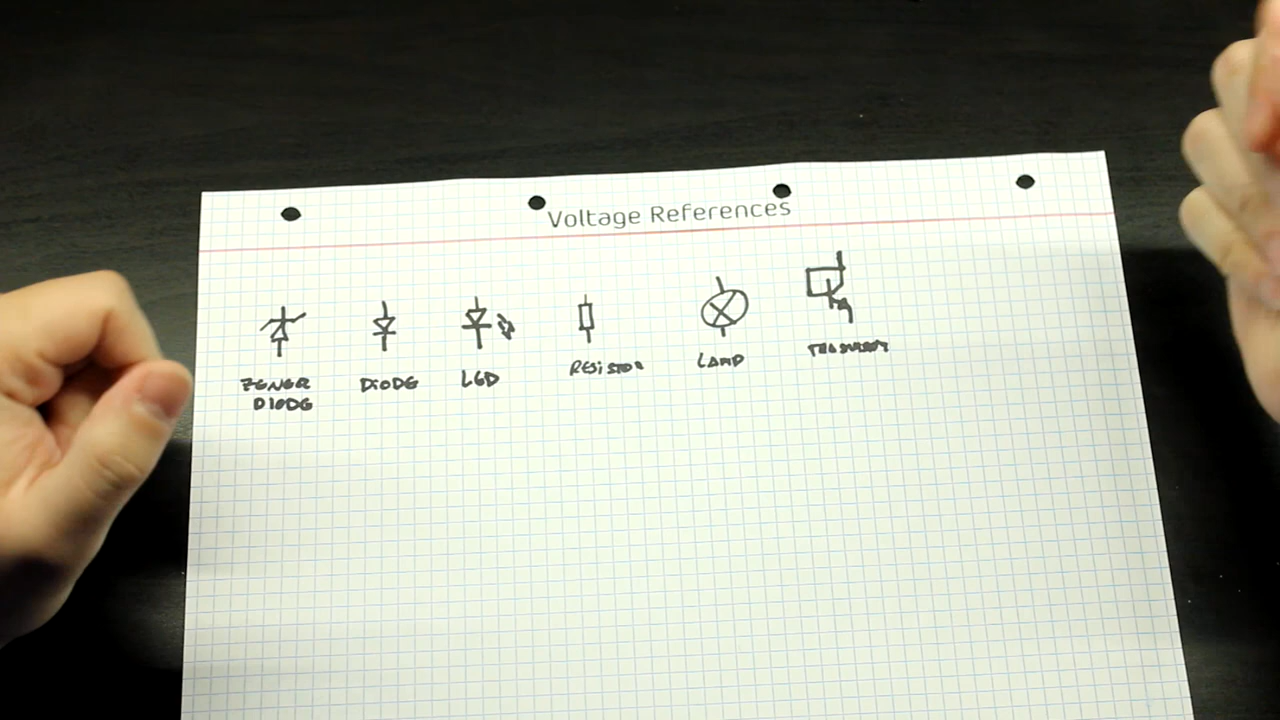 Voltage References
ZENER
DIODE
DIODE
LED
RESISTOR
LAMP